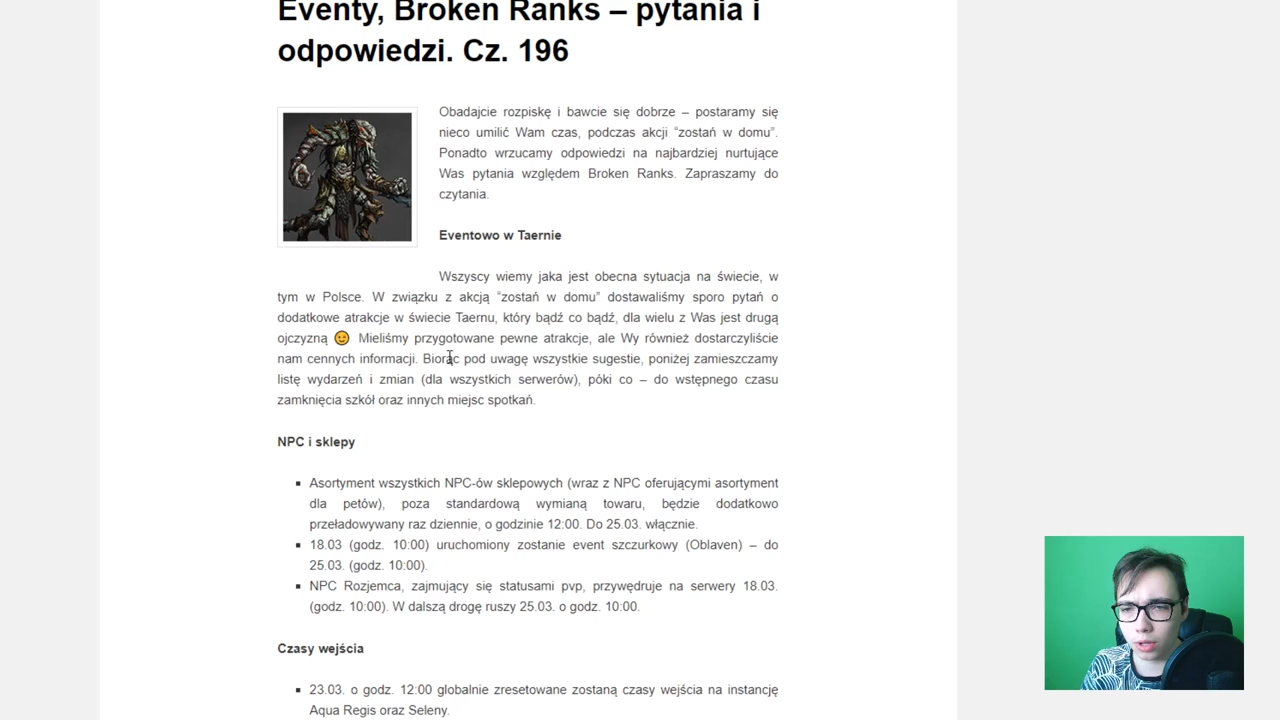 Eventy, Broken Ranks – pytania i
odpowiedzi. Cz. 196
Obadajcie rozpiskę i bawcie się dobrze – postaramy się
nieco umilić Wam czas, podczas akcji “zostań w domu”.
Ponadto wrzucamy odpowiedzi na najbardziej nurtujące
Was pytania względem Broken Ranks. Zapraszamy do
czytania.
Eventowo w Taernie
Wszyscy wiemy jaka jest obecna sytuacja na świecie, w
tym w Polsce. W związku z akcją “zostań w domu” dostawaliśmy sporo pytań o
dodatkowe atrakcje w świecie Taernu, który bądź co bądź, dla wielu z Was jest drugą
ojczyzną 😉 Mieliśmy przygotowane pewne atrakcje, ale Wy również dostarczyliście
nam cennych informacji. Biorąc pod uwagę wszystkie sugestie, poniżej zamieszczamy
listę wydarzeń i zmian (dla wszystkich serwerów), póki co – do wstępnego czasu
zamknięcia szkół oraz innych miejsc spotkań.
NPC i sklepy
▪ Asortyment wszystkich NPC-ów sklepowych (wraz z NPC oferującymi asortyment
dla petów), poza standardową wymianą towaru, będzie dodatkowo
przeładowywany raz dziennie, o godzinie 12:00. Do 25.03. włącznie.
▪ 18.03 (godz. 10:00) uruchomiony zostanie event szczurkowy (Oblaven) – do
25.03. (godz. 10:00).
▪ NPC Rozjemca, zajmujący się statusami pvp, przywędruje na serwery 18.03.
(godz. 10:00). W dalszą drogę ruszy 25.03. o godz. 10:00.
Czasy wejścia
▪ 23.03. o godz. 12:00 globalnie zresetowane zostaną czasy wejścia na instancję
Aqua Regis oraz Seleny.